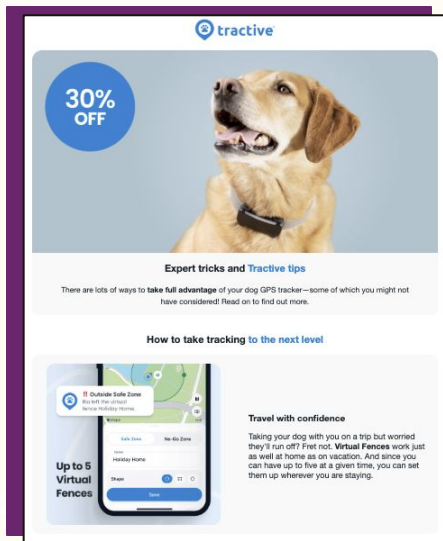 tractive
30%
OFF
Expert tricks and Tractive tips
There are lots of ways to take full advantage of your dog GPS tracker—some of which you might not
have considered! Read on to find out more.
How to take tracking to the next level
!! Outside Safe Zone
Rio left the virtual
fence Holiday Home.
Safe Zone
No-Go Zone
Holiday Home
Shape
Save
Up to 5
Virtual
Fences
Travel with confidence
Taking your dog with you on a trip but worried
they'll run off? Fret not. Virtual Fences work just
as well at home as on vacation. And since you
can have up to five at a given time, you can set
them up wherever you are staying.